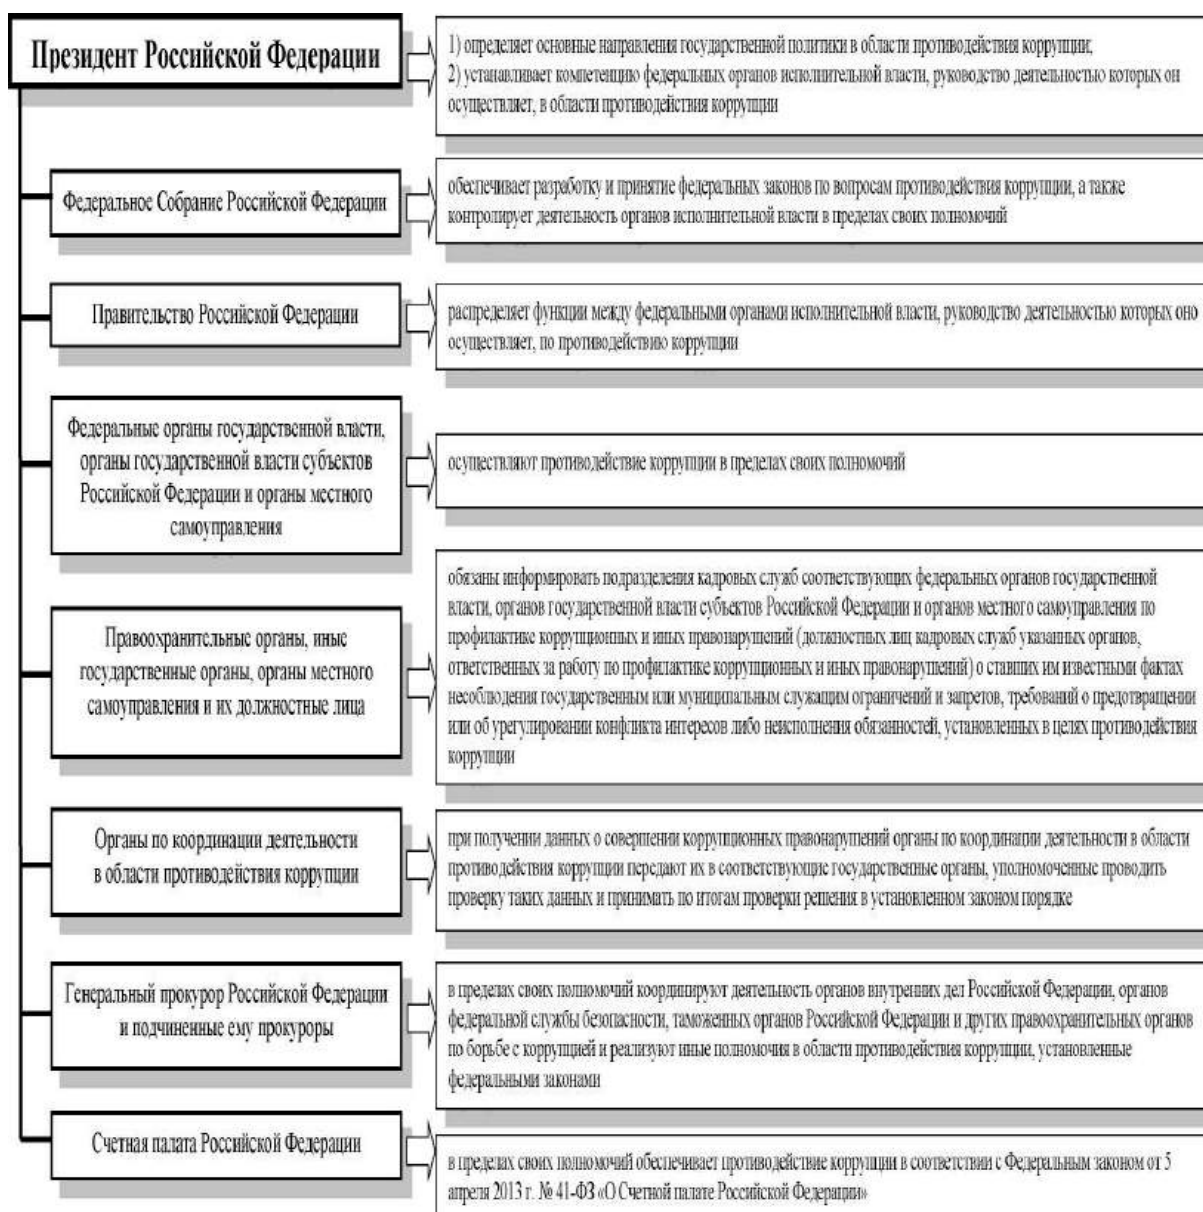 Президент Российской Федерации
1) определяет основные направления государственной политики в области противодействия коррупции;
2) устанавливает компетенцию федеральных органов исполнительной власти, руководство деятельностью которых он
осуществляет, в области противодействия коррупции
Федеральное Собрание Российской Федерации
обеспечивает разработку и принятие федеральных законов по вопросам противодействия коррупции, а также
контролирует деятельность органов исполнительной власти в пределах своих полномочий
Правительство Российской Федерации
распределяет функции между федеральными органами исполнительной власти, руководство деятельностью которых оно
осуществляет, по противодействию коррупции
Федеральные органы государственной власти,
органы государственной власти субъектов
Российской Федерации и органы местного
самоуправления
осуществляют противодействие коррупции в пределах своих полномочий
Правоохранительные органы, иные
государственные органы, органы местного
самоуправления и их должностные лица
обязаны информировать подразделения кадровых служб соответствующих федеральных органов государственной
власти, органов государственной власти субъектов Российской Федерации и органов местного самоуправления по
профилактике коррупционных и иных правонарушений (должностных лиц кадровых служб указанных органов,
ответственных за работу по профилактике коррупционных и иных правонарушений) о ставших им известными фактах
несоблюдения государственным или муниципальным служащим ограничений и запретов, требований о предотвращении
или об урегулировании конфликта интересов либо неисполнения обязанностей, установленных в целях противодействия
коррупции
Органы по координации деятельности
в области противодействия коррупции
при получении данных о совершении коррупционных правонарушений органы по координации деятельности в области
противодействия коррупции передают их в соответствующие государственные органы, уполномоченные проводить
проверку таких данных и принимать по итогам проверки решения в установленном законом порядке
Генеральный прокурор Российской Федерации
и подчиненные ему прокуроры
в пределах своих полномочий координируют деятельность органов внутренних дел Российской Федерации, органов
федеральной службы безопасности, таможенных органов Российской Федерации и других правоохранительных органов
по борьбе с коррупцией и реализуют иные полномочия в области противодействия коррупции, установленные
федеральными законами
Счетная палата Российской Федерации
в пределах своих полномочий обеспечивает противодействие коррупции в соответствии с Федеральным законом от 5
апреля 2013 г. № 41-ФЗ «О Счетной палате Российской Федерации»